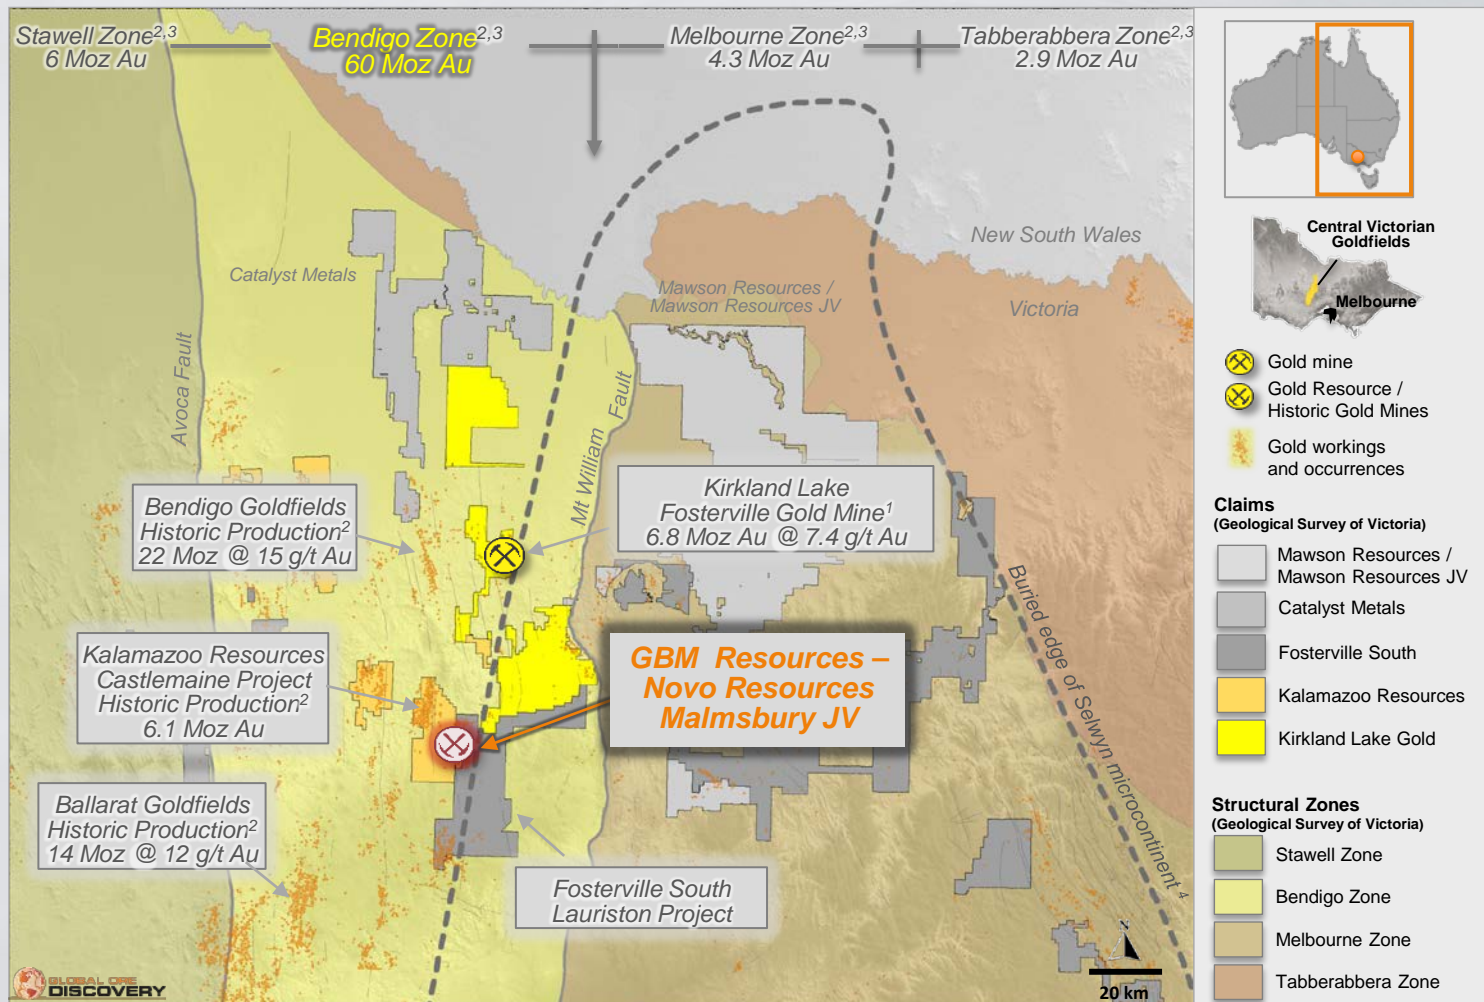 Stawell Zone2,3
6 Moz Au
Bendigo Zone2,3
60 Moz Au
Melbourne Zone2,3
4.3 Moz Au
Tabberabbera Zone2,3
2.9 Moz Au
New South Wales
Victoria
Catalyst Metals
Mawson Resources /
Mawson Resources JV
Avoca Fault
Mt William Fault
Bendigo Goldfields
Historic Production2
22 Moz @ 15 g/t Au
Kirkland Lake
Fosterville Gold Mine1
6.8 Moz Au @ 7.4 g/t Au
Buried edge of Selwyn microcontinent 4
Kalamazoo Resources
Castlemaine Project
Historic Production2
6.1 Moz Au
GBM Resources –
Novo Resources
Malmsbury JV
Ballarat Goldfields
Historic Production2
14 Moz @ 12 g/t Au
Fosterville South
Lauriston Project
N
20 km
GLOBAL ORE
DISCOVERY
Central Victorian
Goldfields
Melbourne
Gold mine
Gold Resource /
Historic Gold Mines
Gold workings
and occurrences
Claims
(Geological Survey of Victoria)
Mawson Resources /
Mawson Resources JV
Catalyst Metals
Fosterville South
Kalamazoo Resources
Kirkland Lake Gold
Structural Zones
(Geological Survey of Victoria)
Stawell Zone
Bendigo Zone
Melbourne Zone
Tabberabbera Zone